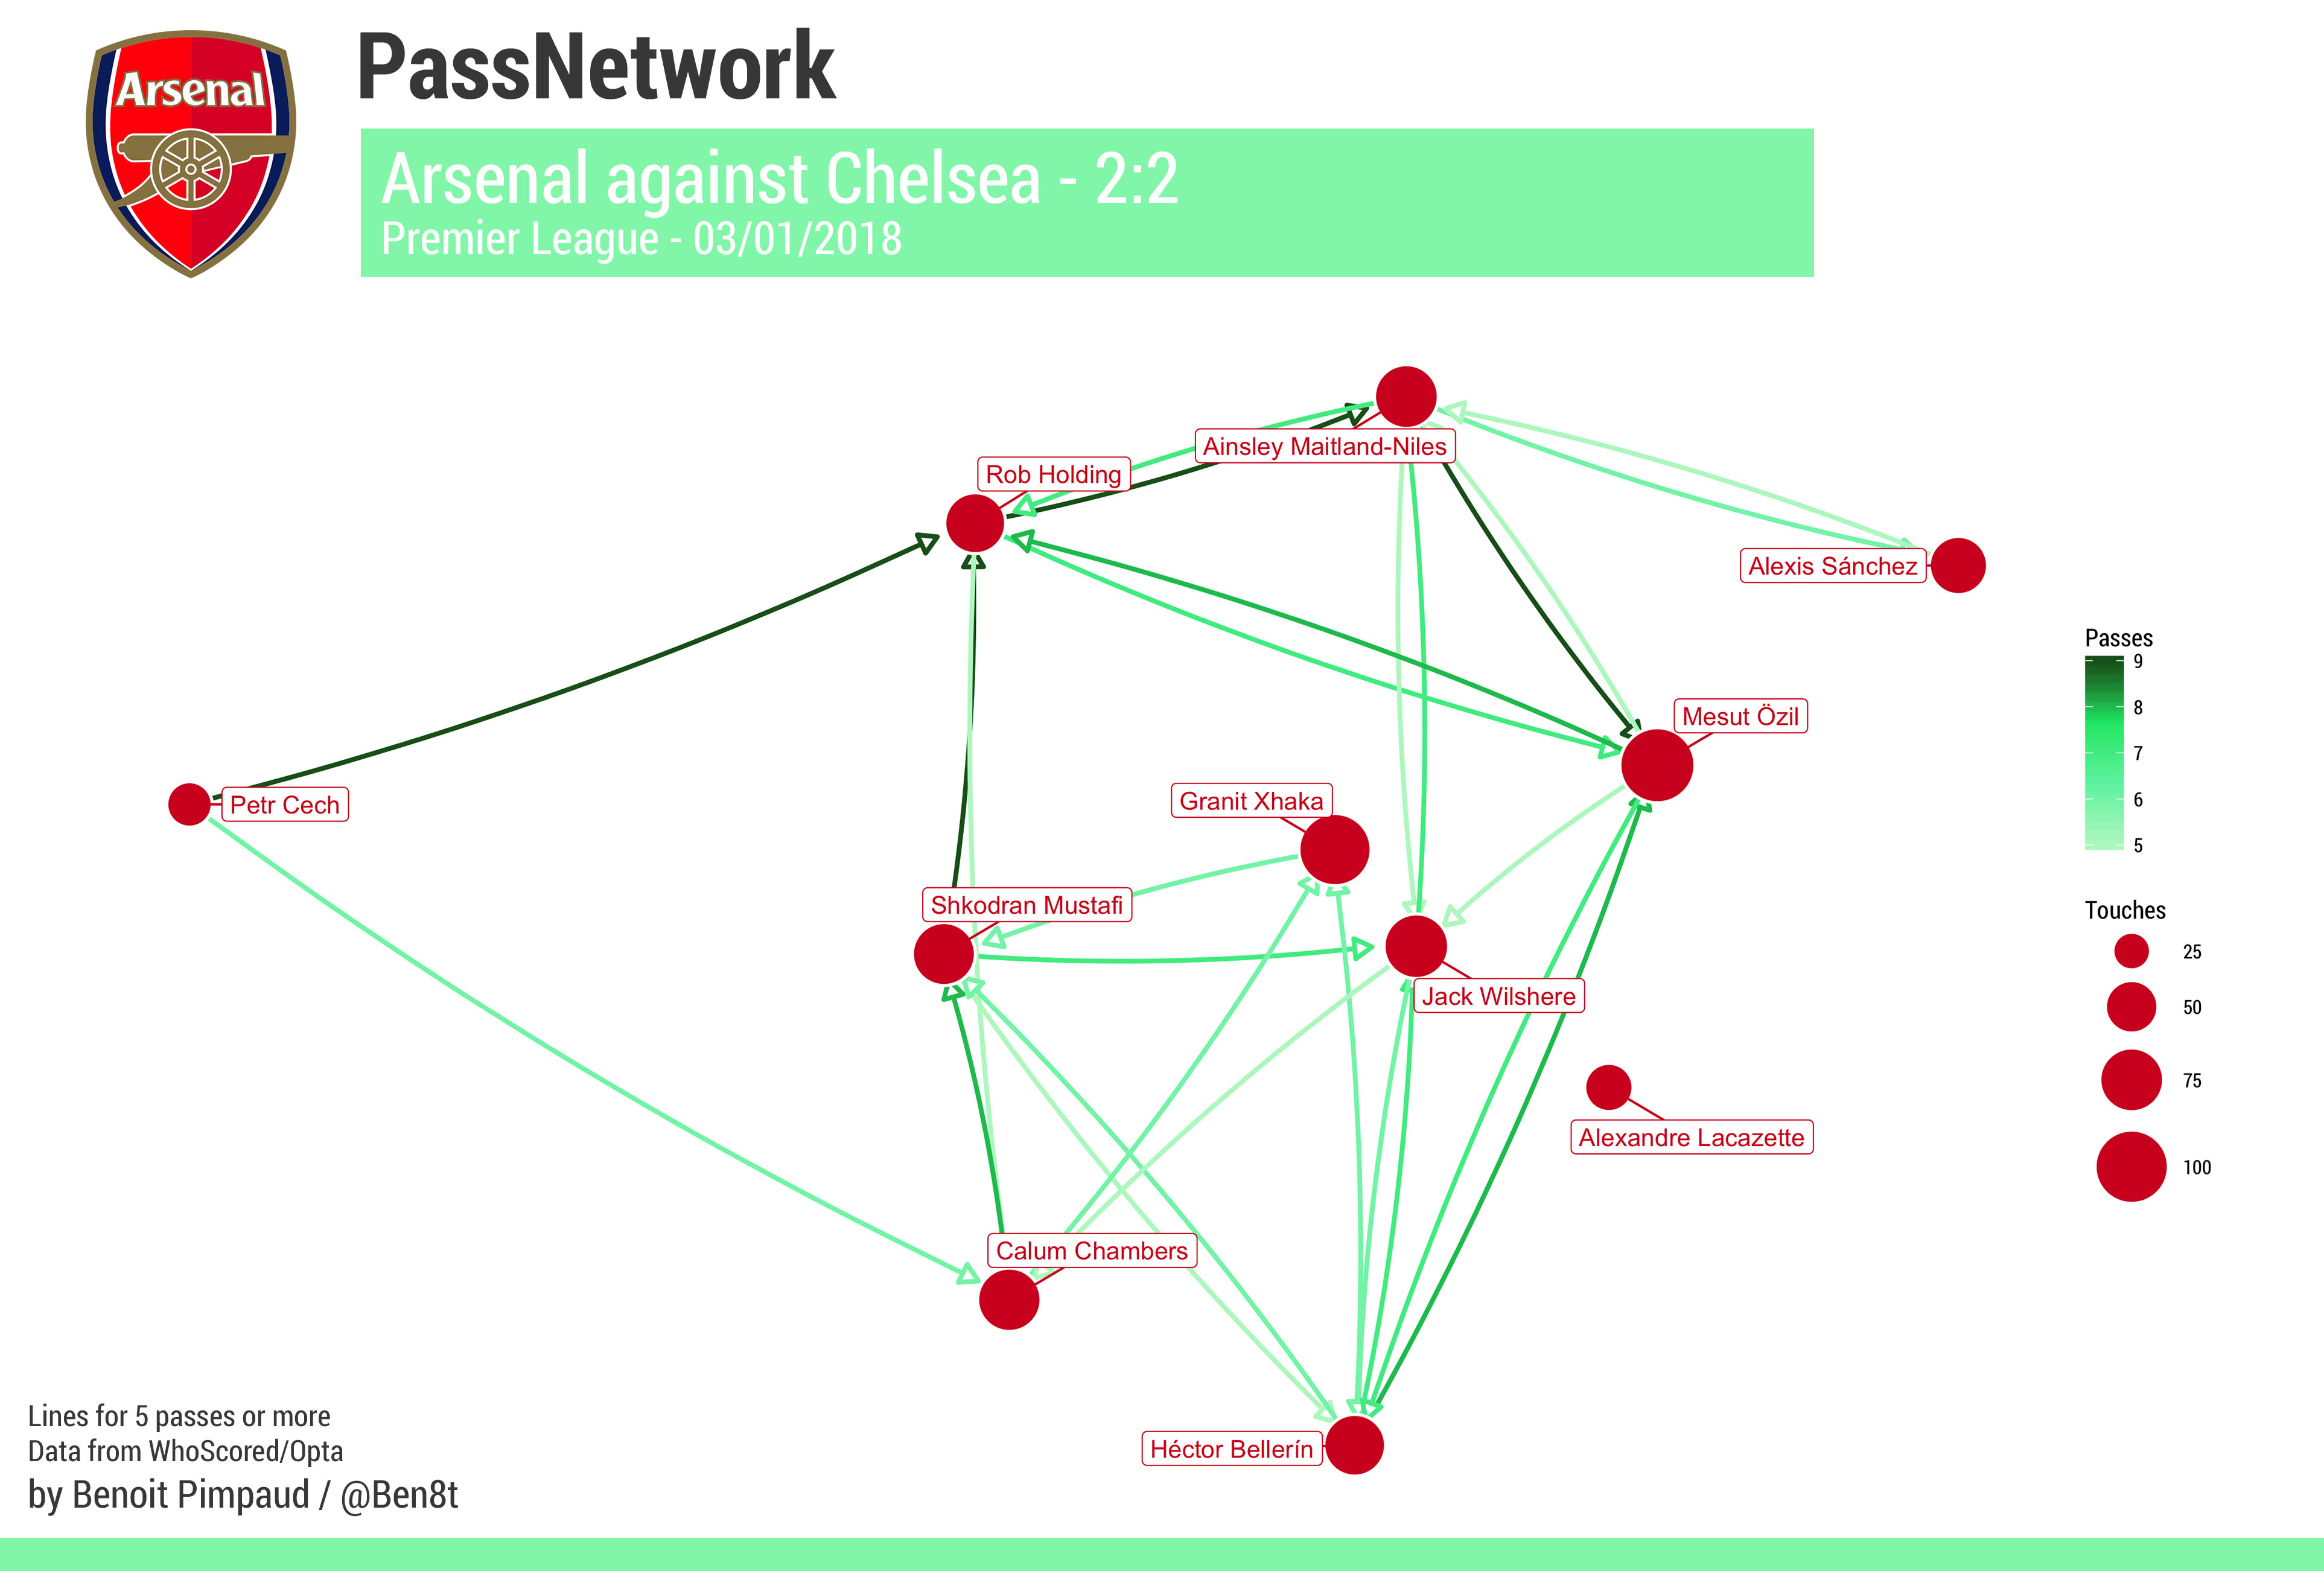 Arsenal
PassNetwork
Arsenal against Chelsea - 2:2
Premier League - 03/01/2018
Ainsley Maitland-Niles
Rob Holding
Alexis Sánchez
Mesut Özil
Petr Cech
Granit Xhaka
Shkodran Mustafi
Jack Wilshere
Alexandre Lacazette
Calum Chambers
Héctor Bellerín
Passes
9
8
7
6
5
Touches
25
50
75
100
Lines for 5 passes or more
Data from WhoScored/Opta
by Benoit Pimpaud / @Ben8t